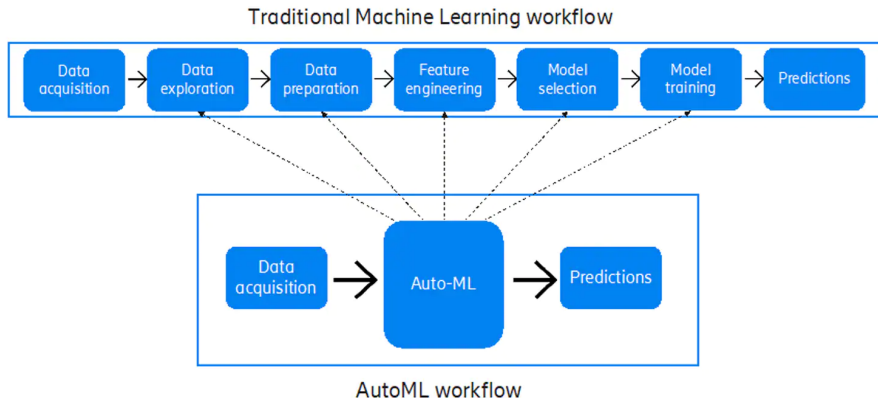 Traditional Machine Learning workflow
Data
acquisition
Data
exploration
Data
preparation
Feature
engineering
Model
selection
Model
training
Predictions
Data
acquisition
Auto-ML
Predictions
AutoML workflow